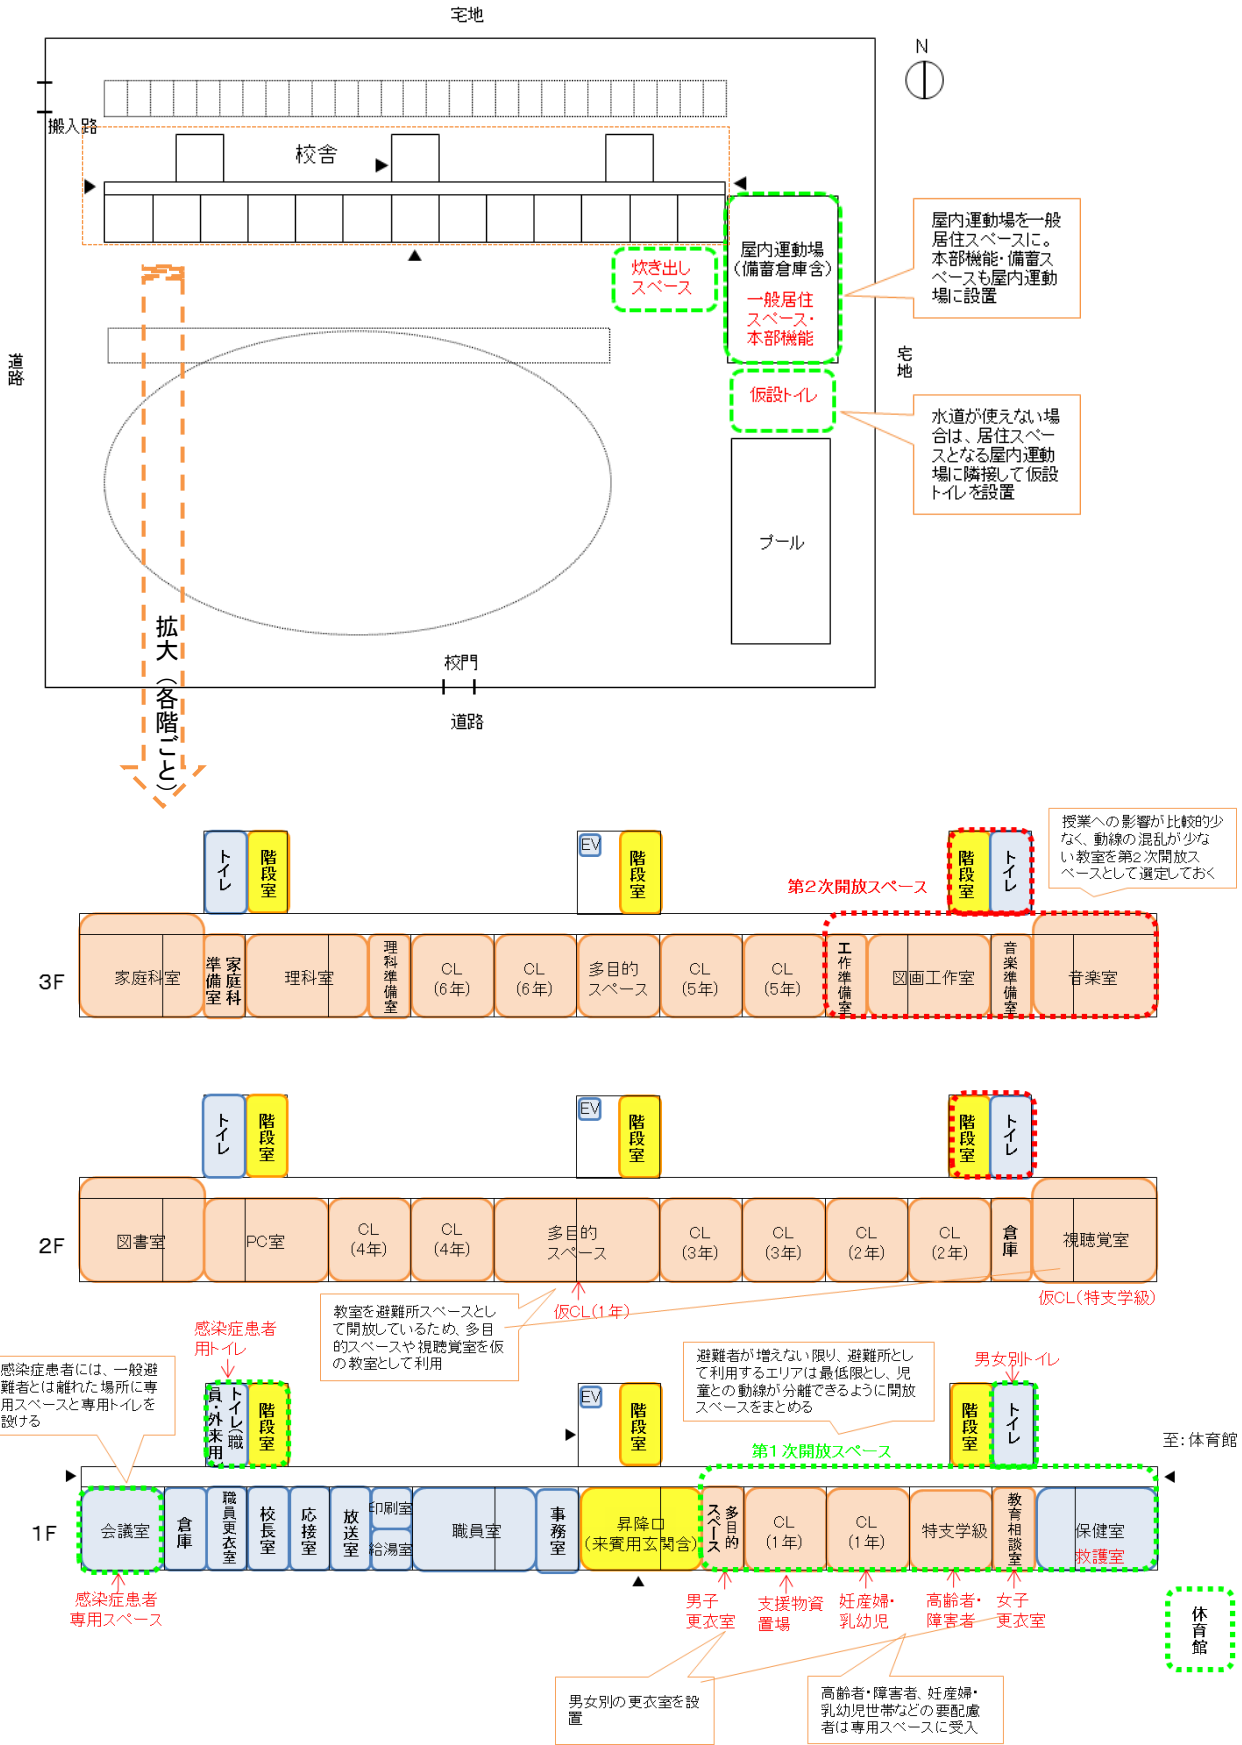 宅地
N
搬入路
校舎
屋内運動場
（備蓄倉庫含）
一般居住
スペース・
本部機能
炊き出し
スペース
屋内運動場を一般
居住スペースに。
本部機能・備蓄ス
ペースも屋内運動
場に設置
道路
宅地
仮設トイレ
水道が使えない場
合は、居住スペー
スとなる屋内運動
場に隣接して仮設
トイレを設置
プール
拡大（各階ごと）
校門
道路
授業への影響が比較的少
なく、動線の混乱が少な
い教室を第2次開放ス
ペースとして選定しておく
第2次開放スペース
トイレ
階段室
EV
階段室
階段室
トイレ
3F
家庭科室
家庭科
準備室
理科室
理科準備室
CL
(6年)
CL
(6年)
多目的
スペース
CL
(5年)
CL
(5年)
工作準備室
図画工作室
音楽準備室
音楽室
トイレ
階段室
EV
階段室
階段室
トイレ
2F
図書室
PC室
CL
(4年)
CL
(4年)
多目的
スペース
CL
(3年)
CL
(3年)
CL
(2年)
CL
(2年)
倉庫
視聴覚室
仮CL(1年)
仮CL(特支学級)
教室を避難所スペースとし
て開放しているため、多目
的スペースや視聴覚室を仮
の教室として利用
感染症患者
用トイレ
感染症患者には、一般避
難者とは離れた場所に専
用スペースと専用トイレを
設ける
避難者が増えない限り、避難所とし
て利用するエリアは最低限とし、児
童との動線が分離できるように開放
スペースをまとめる
男女別トイレ
トイレ（職
員・外来用）
階段室
EV
階段室
階段室
トイレ
第1次開放スペース
至：体育館
1F
会議室
倉庫
職員更衣室
校長室
応接室
放送室
印刷室
給湯室
職員室
事務室
昇降口
(来賓用玄関含)
多目的
スペース
CL
(1年)
CL
(1年)
特支学級
教育相談室
保健室
救護室
感染症患者
専用スペース
男子
更衣室
支援物資
置場
妊産婦・
乳幼児
高齢者・
障害者
女子
更衣室
体育館
男女別の更衣室を設
置
高齢者・障害者、妊産婦・
乳幼児世帯などの要配慮
者は専用スペースに受入